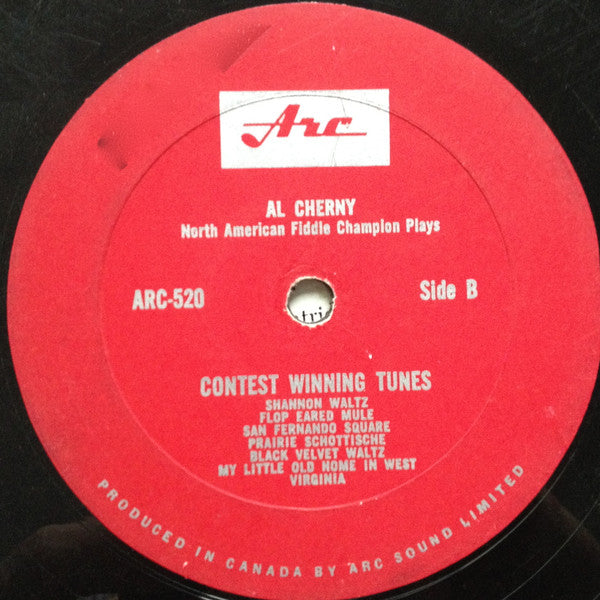 Arc
AL CHERNY
North American Fiddle Champion Plays
ARC-520 Side B
tri
CONTEST WINNING TUNES
SHANNON WALTZ
FLOP EARED MULE
SAN FERNANDO SQUARE
PRAIRIE SCHOTTISCHE
BLACK VELVET WALTZ
MY LITTLE OLD HOME IN WEST
VIRGINIA
PRODUCED IN CANADA BY ARC SOUND LIMITED